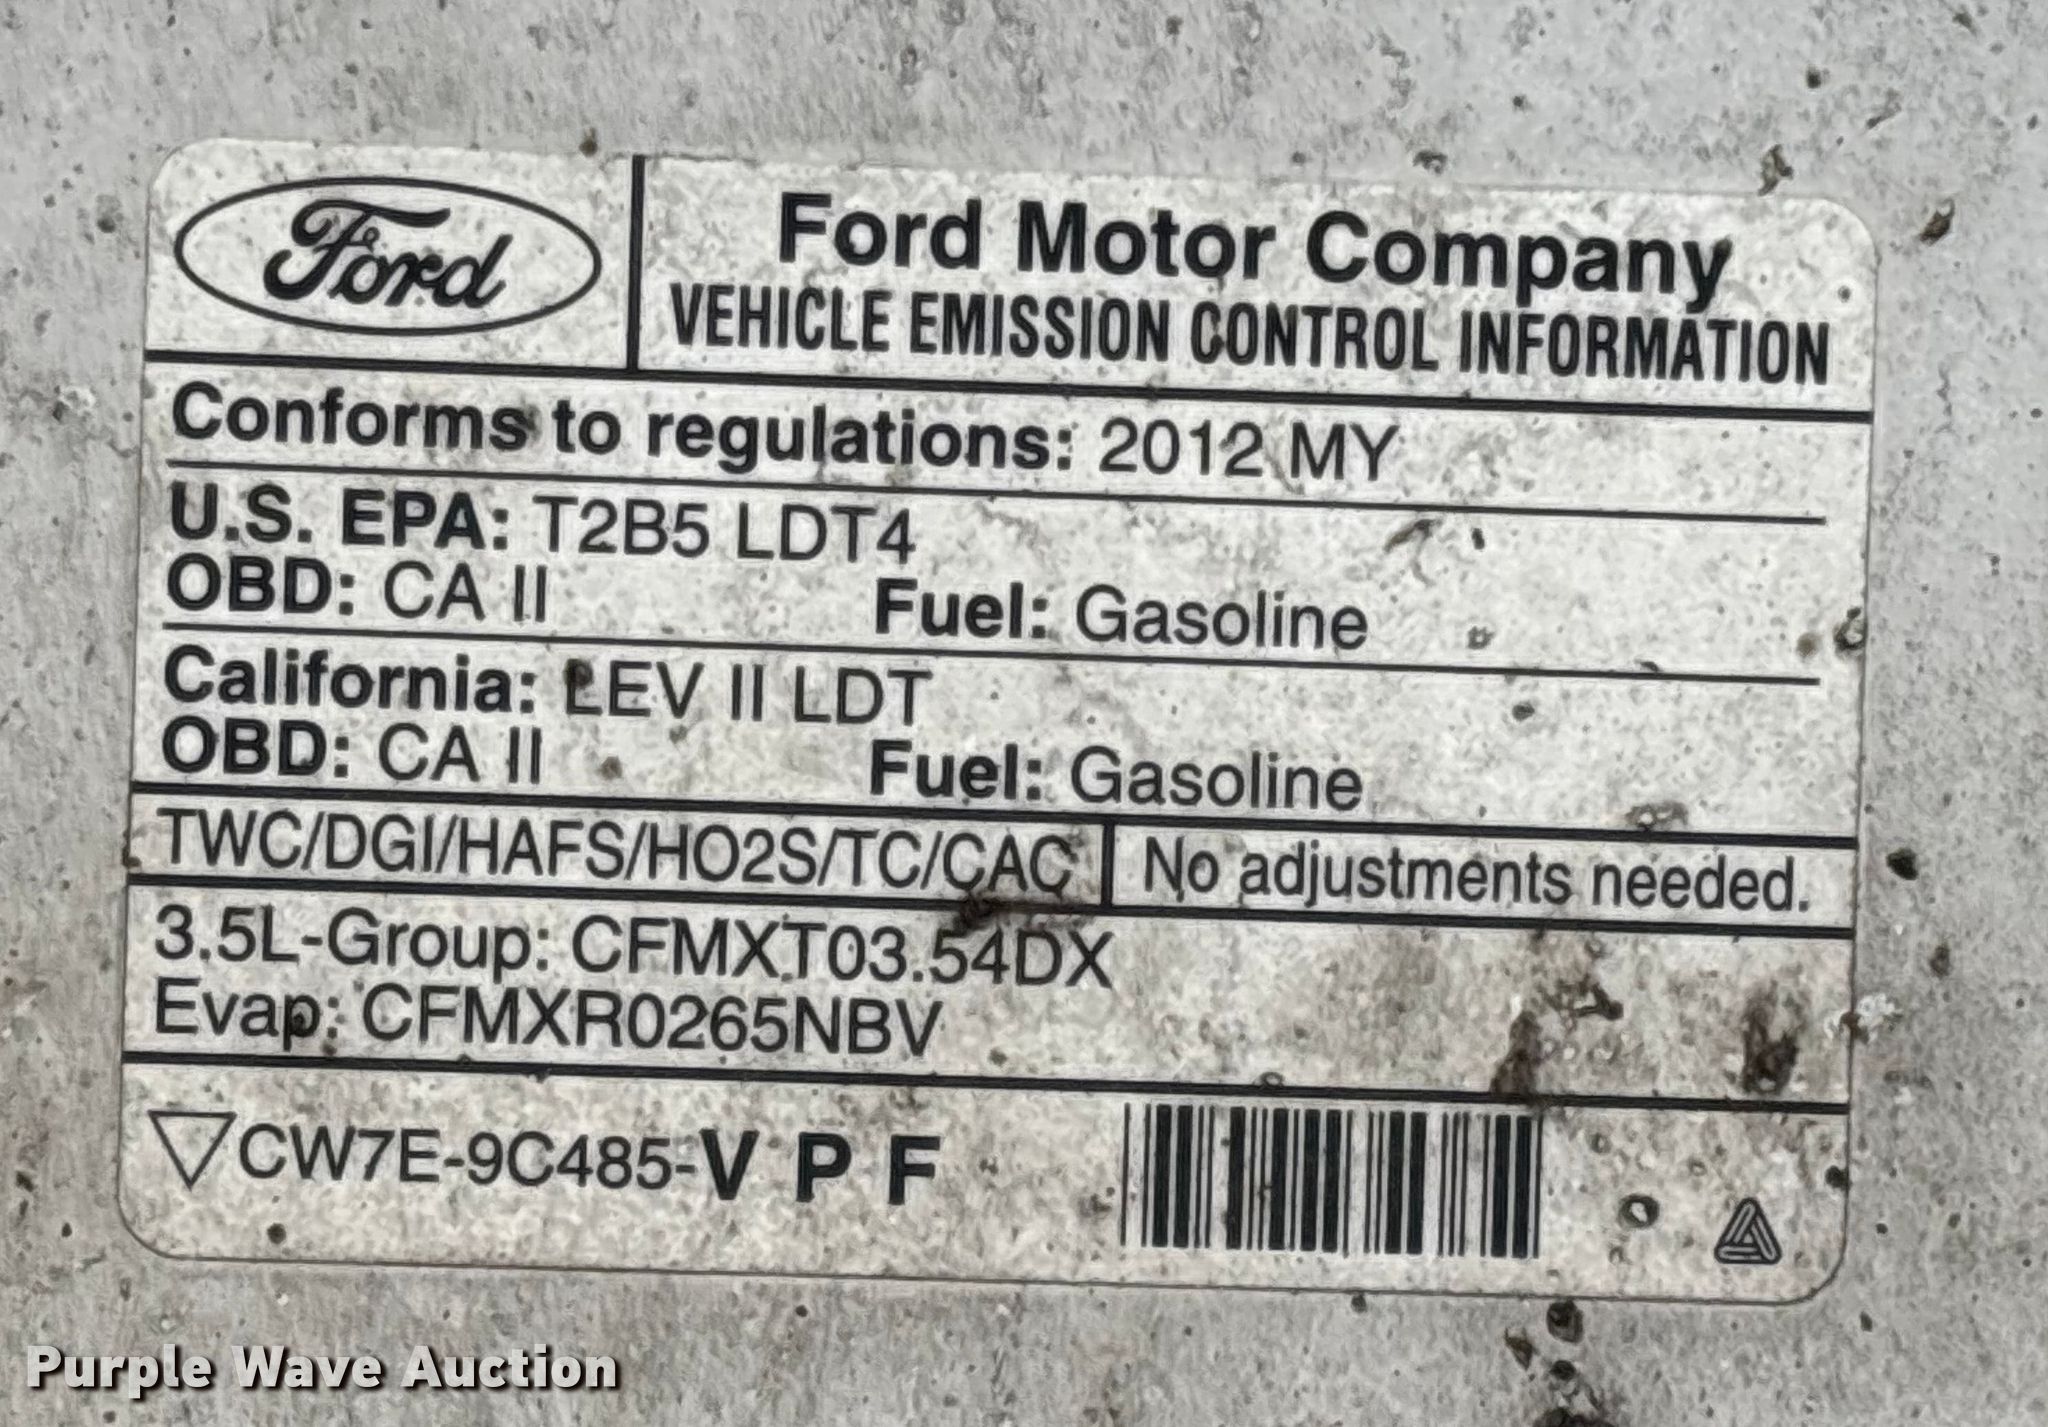 Ford
Ford Motor Company
VEHICLE EMISSION CONTROL INFORMATION
Conforms to regulations: 2012 MY
U.S. EPA: T2B5 LDT4
OBD: CA II Fuel: Gasoline
California: LEV II LDT
OBD: CA II Fuel: Gasoline
TWC/DGI/HAFS/HO2S/TC/CAC No adjustments needed.
3.5L-Group: CFMXT03.54DX
Evap: CFMXR0265NBV
CW7E-9C485-V P F
Purple Wave Auction